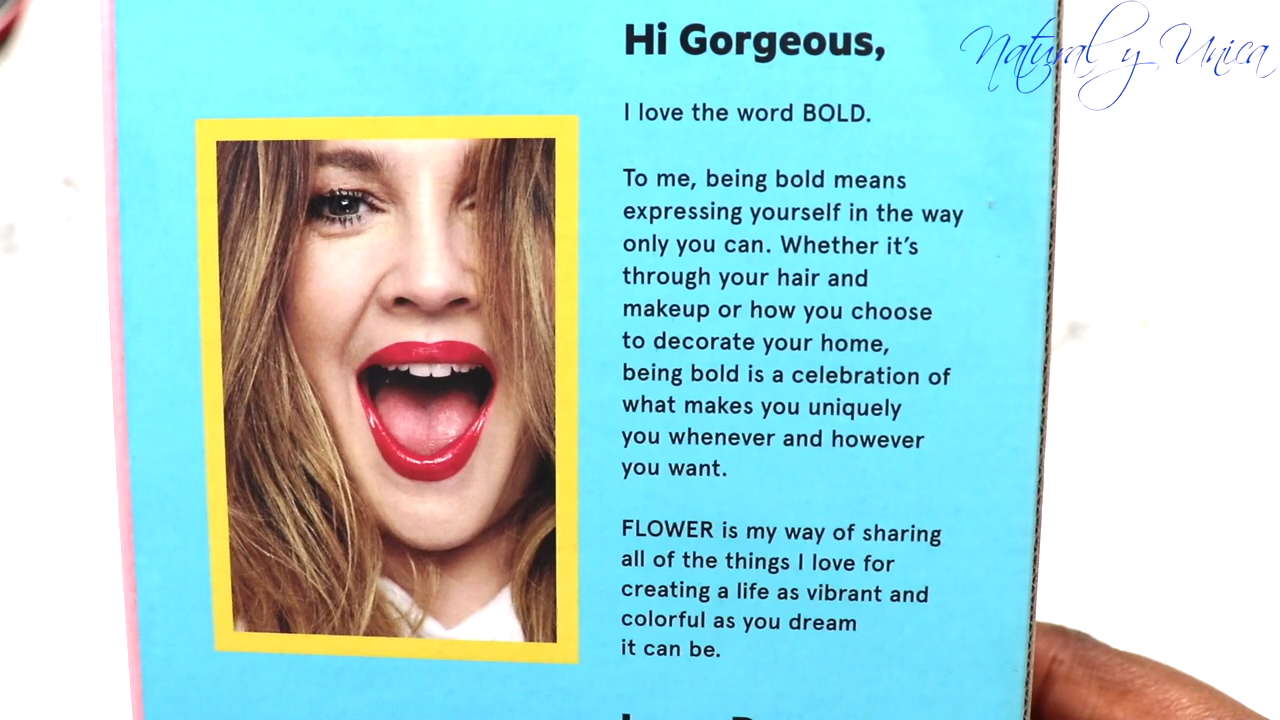 Natural y Unica
Hi Gorgeous,
I love the word BOLD.
To me, being bold means
expressing yourself in the way
only you can. Whether it's
through your hair and
makeup or how you choose
to decorate your home,
being bold is a celebration of
what makes you uniquely
you whenever and however
you want.
FLOWER is my way of sharing
all of the things I love for
creating a life as vibrant and
colorful as you dream
it can be.